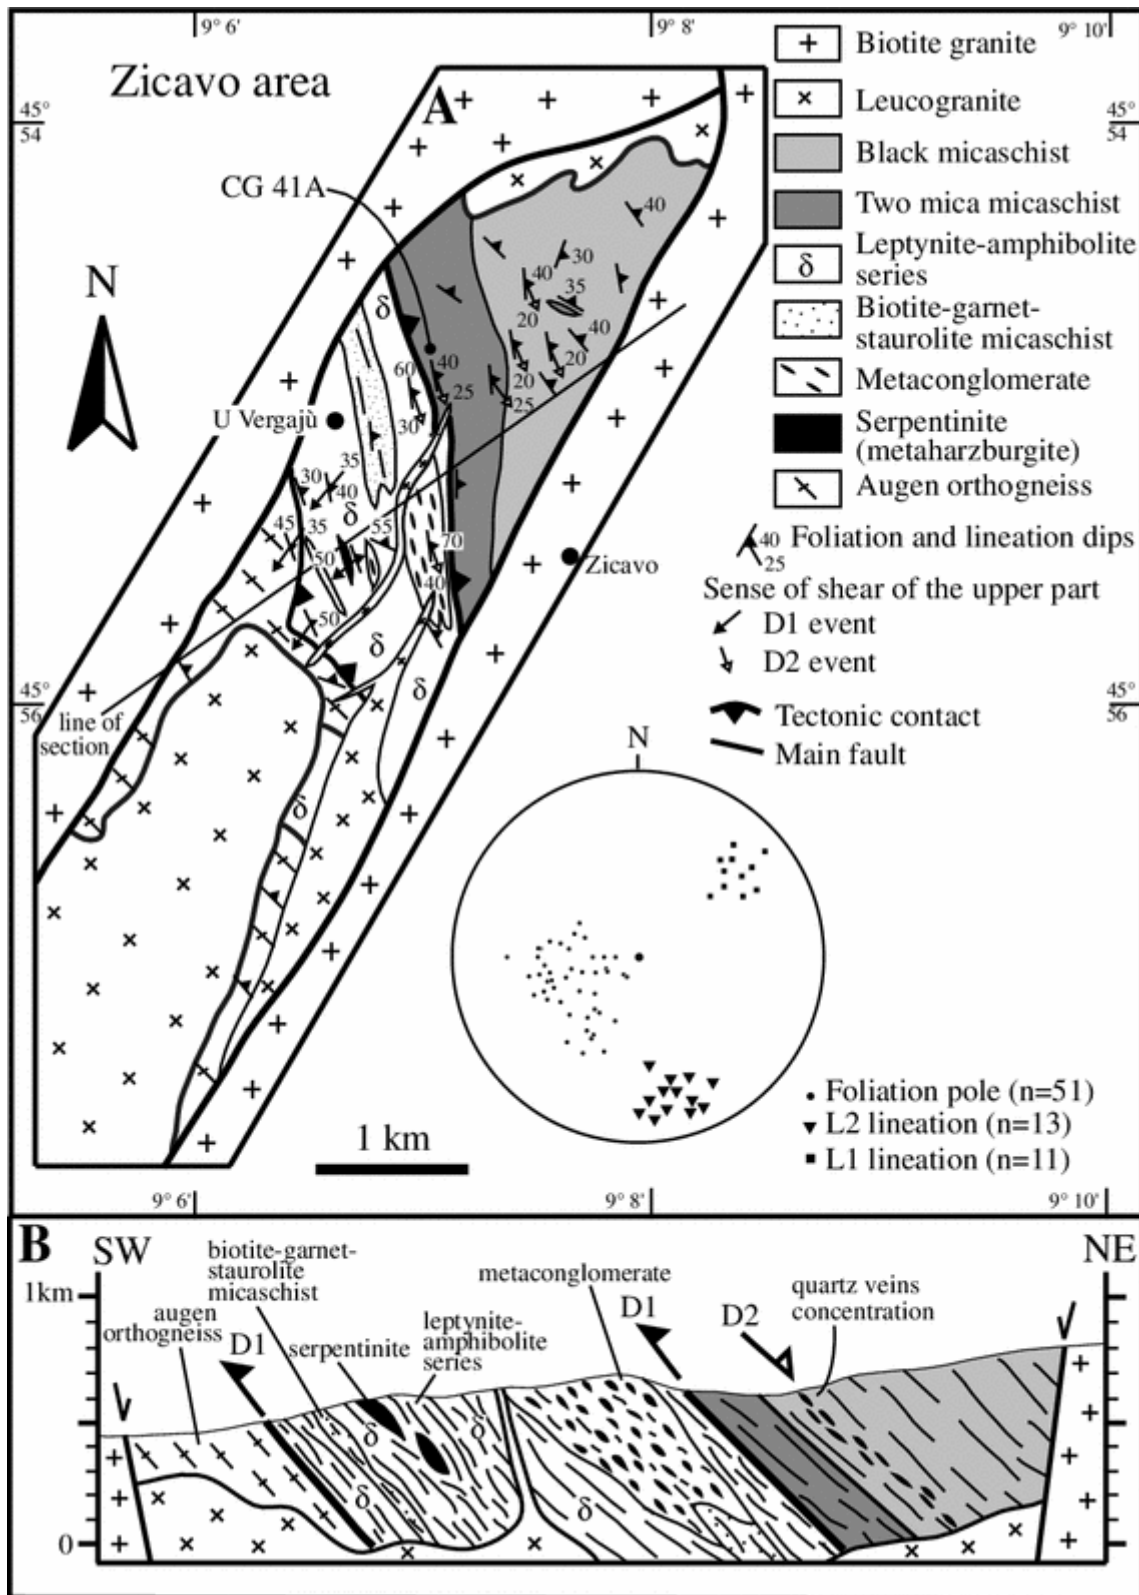 9° 6'
9° 8'
9° 10'
Zicavo area
A
45°
54
45°
54
CG 41A
N
U Vergajù
Zicavo
line of
section
45°
56
45°
56
40
30
40
35
20
40
20
20
25
40
25
60
30
30
35
40
45
35
50
55
70
40
50
δ
δ
δ
δ
δ
Biotite granite
Leucogranite
Black micaschist
Two mica micaschist
δ
Leptynite-amphibolite
series
Biotite-garnet-
staurolite micaschist
Metaconglomerate
Serpentinite
(metaharzburgite)
Augen orthogneiss
40
25
Foliation and lineation dips
Sense of shear of the upper part
D1 event
D2 event
Tectonic contact
Main fault
N
Foliation pole (n=51)
L2 lineation (n=13)
L1 lineation (n=11)
1 km
9° 6'
9° 8'
9° 10'
B
SW
NE
1km
0
augen
orthogneiss
D1
biotite-garnet-
staurolite
micaschist
serpentinite
leptynite-
amphibolite
series
metaconglomerate
D1
D2
quartz veins
concentration
δ
δ
δ
δ